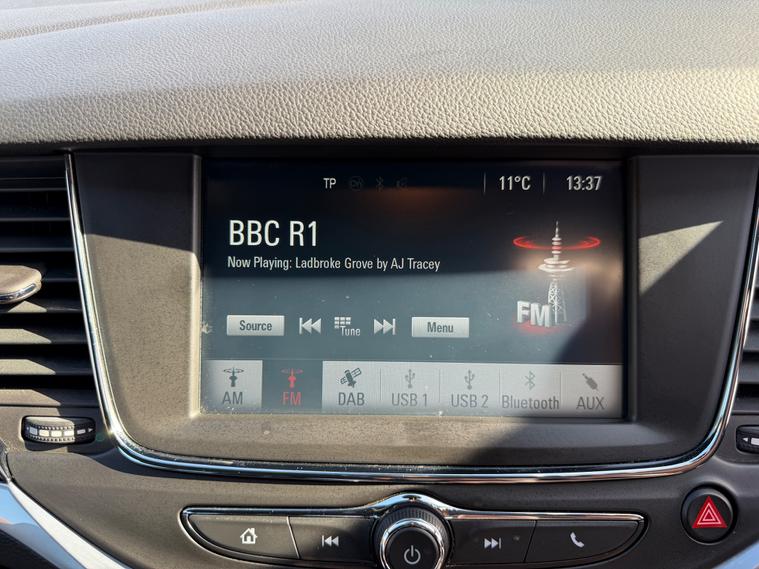 TP 11°C 13:37
BBC R1
Now Playing: Ladbroke Grove by AJ Tracey
FM
Source Tune Menu
AM FM DAB USB 1 USB 2 Bluetooth AUX